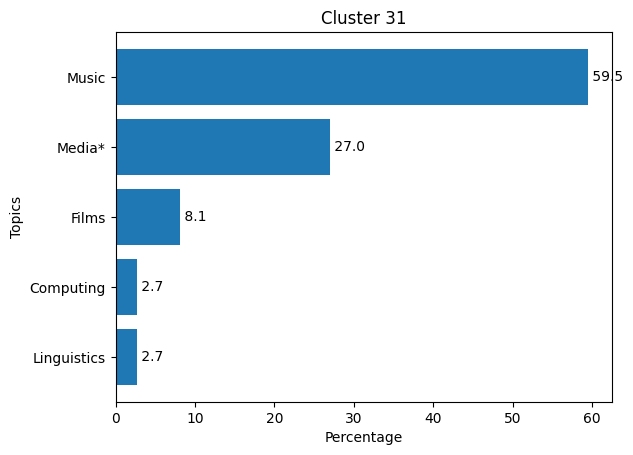 Cluster 31
Topics
Music
59.5
Media*
27.0
Films
8.1
Computing
2.7
Linguistics
2.7
0 10 20 30 40 50 60
Percentage